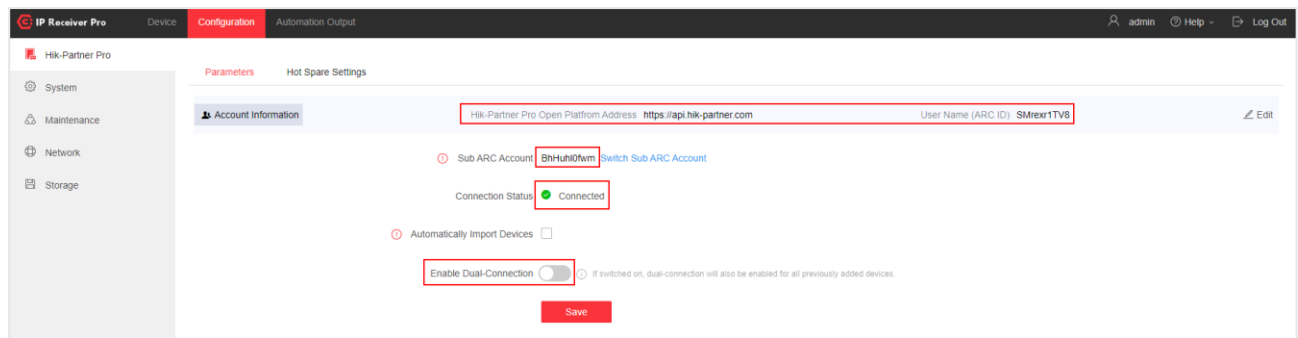 IP Receiver Pro Device Configuration Automation Output admin Help Log Out
Hik-Partner Pro
System
Maintenance
Network
Storage
Parameters Hot Spare Settings
Account Information Hik-Partner Pro Open Platfrom Address https://api.hik-partner.com User Name (ARC ID) SMrexr1TV8 Edit
Sub ARC Account BhHuhl0fwm Switch Sub ARC Account
Connection Status Connected
Automatically Import Devices
Enable Dual-Connection If switched on, dual-connection will also be enabled for all previously added devices.
Save